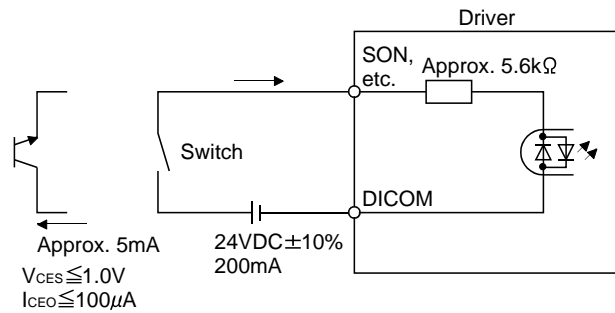 Driver
SON,
etc.
Approx. 5.6kΩ
Switch
DICOM
Approx. 5mA
24VDC±10%
200mA
VCES≦1.0V
ICEO≦100μA